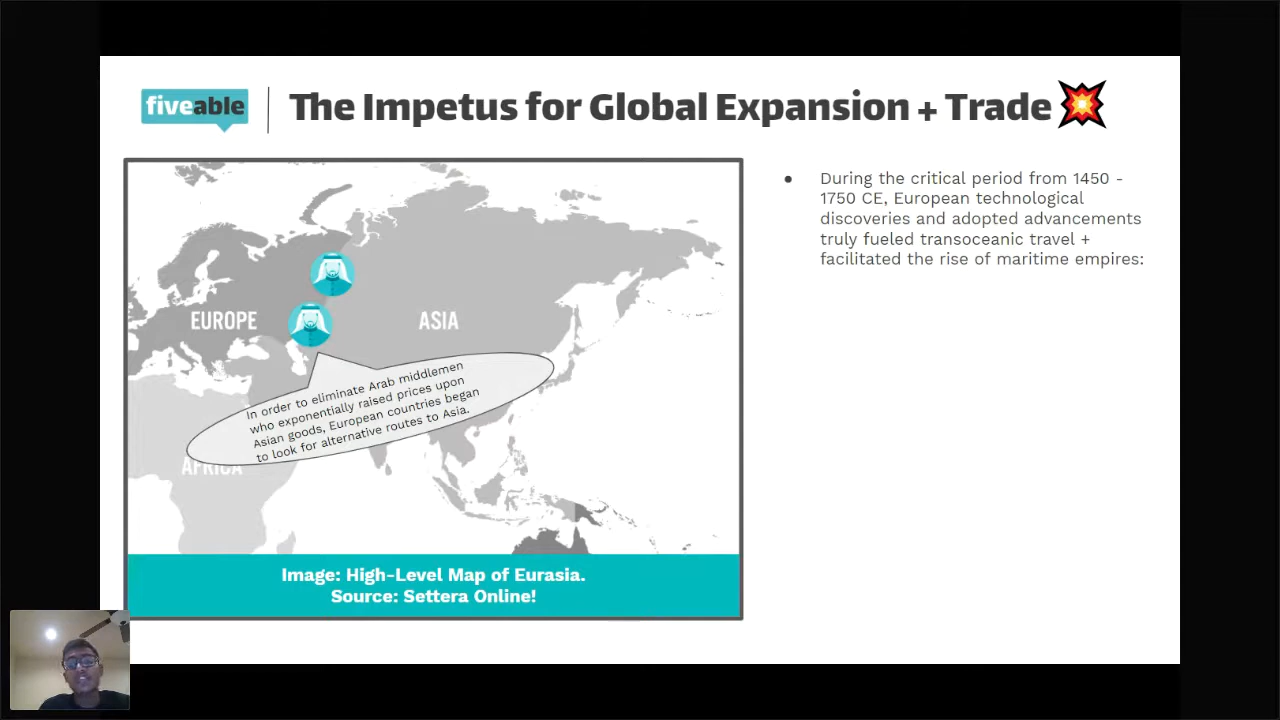 fiveable
The Impetus for Global Expansion + Trade
During the critical period from 1450 -
1750 CE, European technological
discoveries and adopted advancements
truly fueled transoceanic travel +
facilitated the rise of maritime empires:
EUROPE
ASIA
In order to eliminate Arab middlemen
who exponentially raised prices upon
Asian goods, European countries began
to look for alternative routes to Asia.
AFRICA
Image: High-Level Map of Eurasia.
Source: Settera Online!